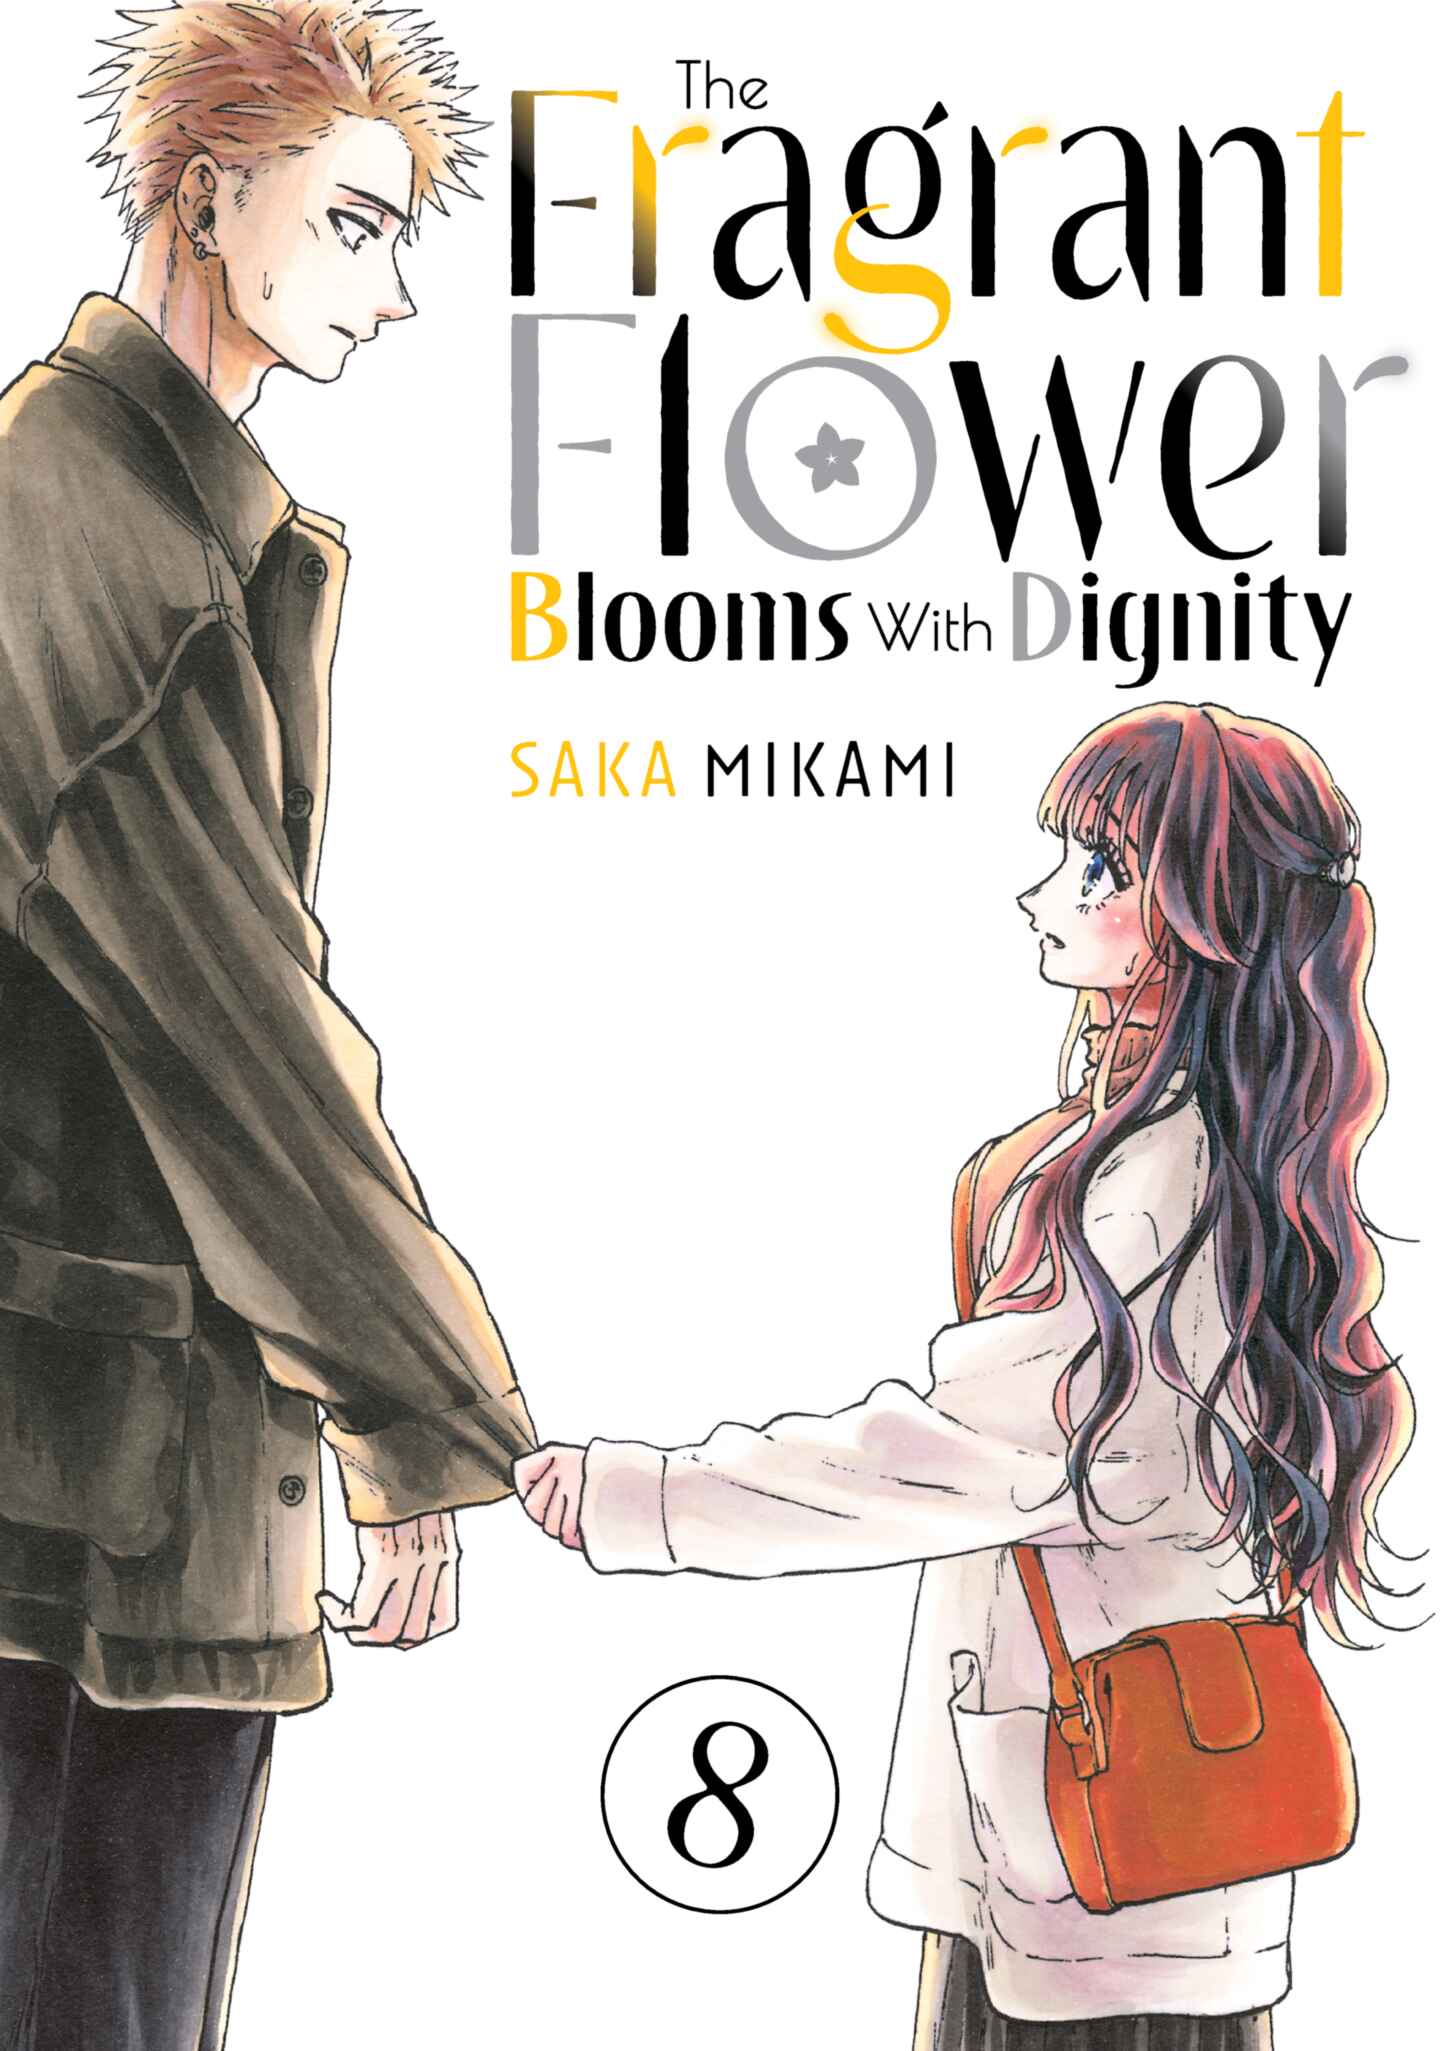 The
Fragrant
Flower
Blooms With Dignity
SAKA MIKAMI
8